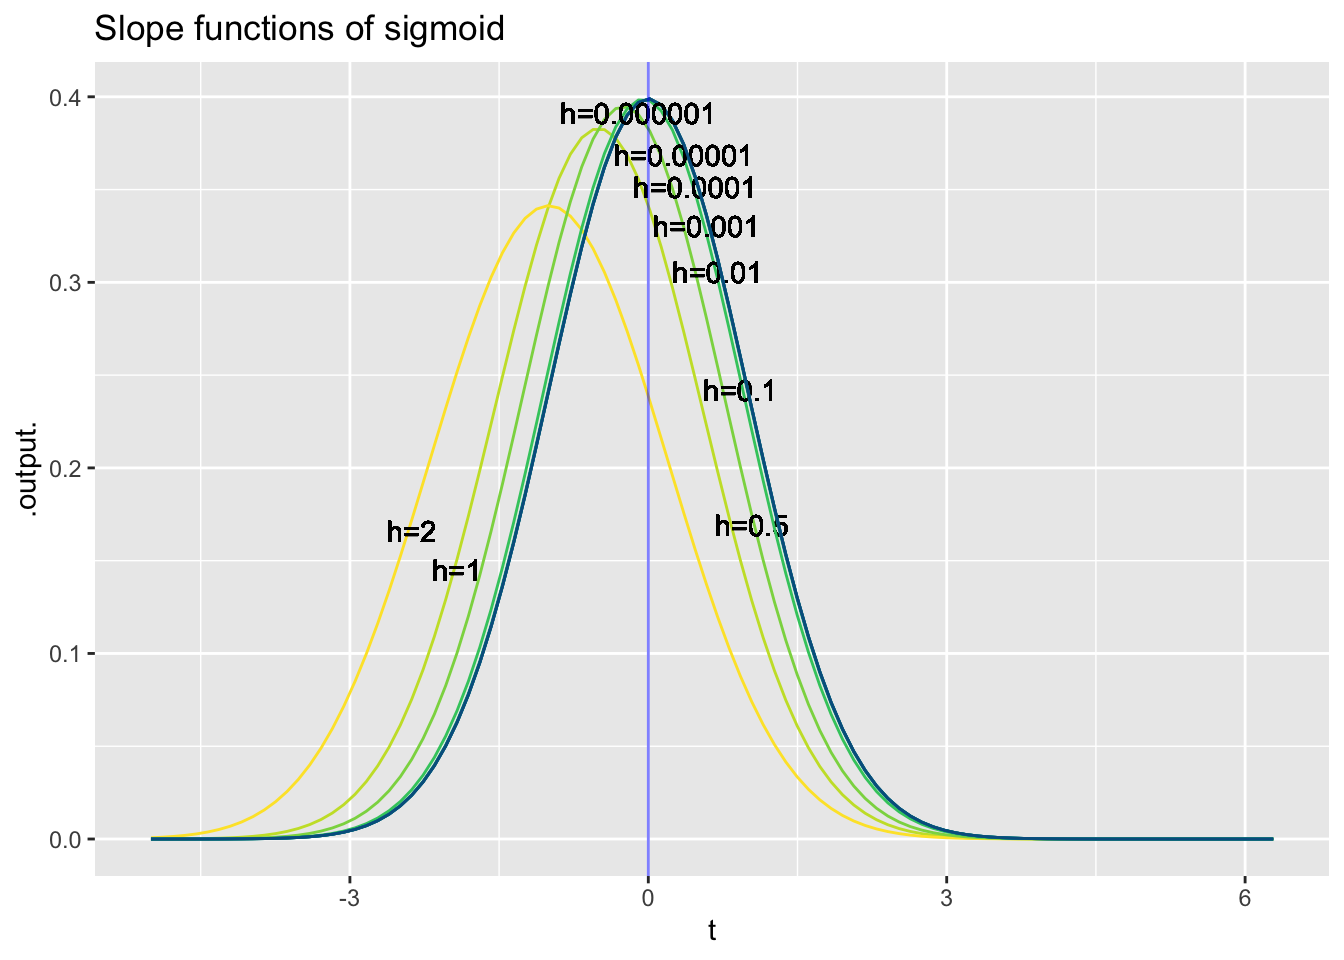 Slope functions of sigmoid
0.4
h=0.000001
h=0.00001
h=0.0001
h=0.001
0.3
h=0.01
h=0.1
.output.
0.2
h=2
h=0.5
h=1
0.1
0.0
-3
0
3
6
t